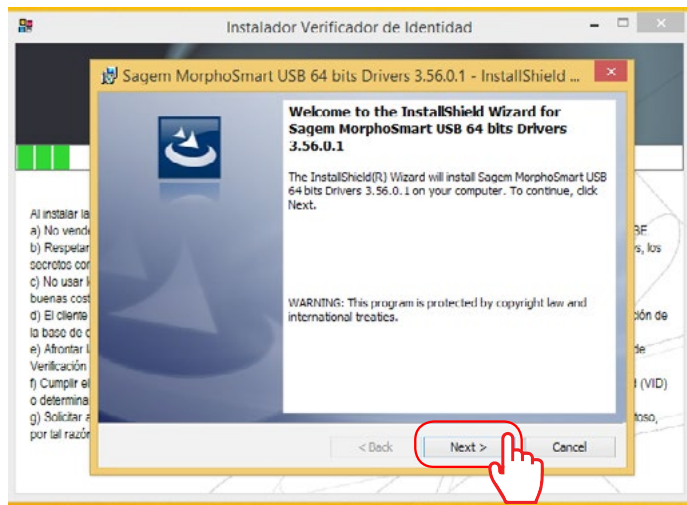 Instalador Verificador de Identidad
Sagem MorphoSmart USB 64 bits Drivers 3.56.0.1 - InstallShield ...
Welcome to the InstallShield Wizard for
Sagem MorphoSmart USB 64 bits Drivers
3.56.0.1
The InstallShield(R) Wizard will install Sagem MorphoSmart USB
64 bits Drivers 3.56.0.1 on your computer. To continue, click
Next.
WARNING: This program is protected by copyright law and
international treaties.
< Back Next > Cancel
Al instalar la
a) No vende
b) Respetar s, los
secretos con
c) No usar l
buenas cost
d) El cliente ción de
la base de d
e) Afrontar l de
Verificación
f) Cumplir el (VID)
o determina
g) Solicitar a toso,
por tal razón